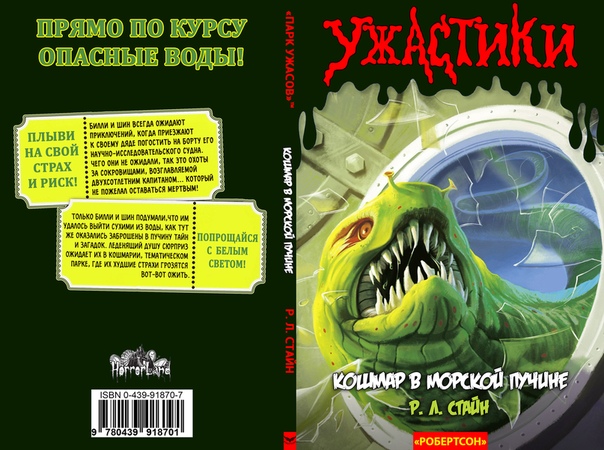 ПРЯМО ПО КУРСУ
ОПАСНЫЕ ВОДЫ!
ПЛЫВИ
НА СВОЙ
СТРАХ
И РИСК!
БИЛЛИ И ШИН ВСЕГДА ОЖИДАЮТ
ПРИКЛЮЧЕНИЙ, КОГДА ПРИЕЗЖАЮТ
К СВОЕМУ ДЯДЕ ПОГОСТИТЬ НА БОРТУ ЕГО
НАУЧНО-ИССЛЕДОВАТЕЛЬСКОГО СУДНА.
ЧЕГО ОНИ НЕ ОЖИДАЛИ, ТАК ЭТО ОХОТЫ
ЗА СОКРОВИЩАМИ, ВОЗГЛАВЛЯЕМОЙ
ДВУХСОТЛЕТНИМ КАПИТАНОМ... КОТОРЫЙ
НЕ ПОЖЕЛАЛ ОСТАВАТЬСЯ МЕРТВЫМ!
ТОЛЬКО БИЛЛИ И ШИН ПОДУМАЛИ,ЧТО ИМ
УДАЛОСЬ ВЫЙТИ СУХИМИ ИЗ ВОДЫ, КАК ТУТ
ЖЕ ОКАЗАЛИСЬ ЗАБРОШЕНЫ В ПУЧИНУ ТАЙН
И ЗАГАДОК. ЛЕДЕНЯЩИЙ ДУШУ СЮРПРИЗ
ОЖИДАЕТ ИХ В КОШМАРИИ, ТЕМАТИЧЕСКОМ
ПАРКЕ, ГДЕ ИХ ХУДШИЕ СТРАХИ ГРОЗЯТСЯ
ВОТ-ВОТ ОЖИТЬ.
ПОПРОЩАЙСЯ
С БЕЛЫМ
СВЕТОМ!
HorrorLand
ISBN 0-439-91870-7
9 780439 918701
«ПАРК УЖАСОВ»™
КОШМАР В МОРСКОЙ ПУЧИНЕ
Р. Л. СТАЙН
УЖАСТИКИ
КОШМАР В МОРСКОЙ ПУЧИНЕ
Р. Л. СТАЙН
«РОБЕРТСОН»